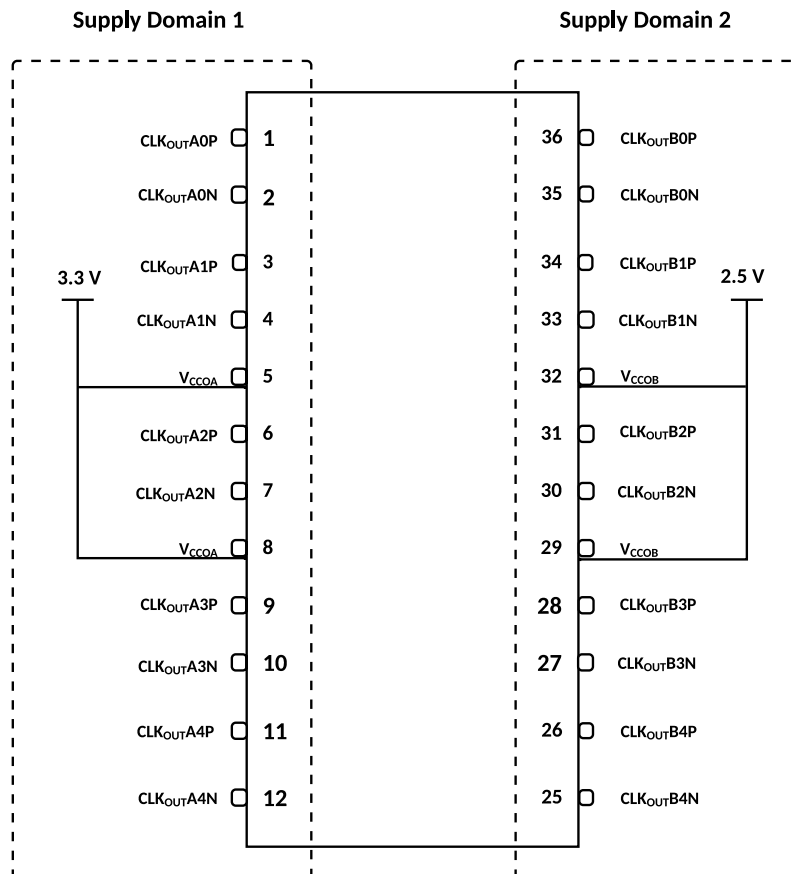 Supply Domain 1 Supply Domain 2
CLKOUTA0P 1 36 CLKOUTB0P
CLKOUTA0N 2 35 CLKOUTB0N
CLKOUTA1P 3 34 CLKOUTB1P
3.3 V 2.5 V
CLKOUTA1N 4 33 CLKOUTB1N
VCCOA 5 32 VCCOB
CLKOUTA2P 6 31 CLKOUTB2P
CLKOUTA2N 7 30 CLKOUTB2N
VCCOA 8 29 VCCOB
CLKOUTA3P 9 28 CLKOUTB3P
CLKOUTA3N 10 27 CLKOUTB3N
CLKOUTA4P 11 26 CLKOUTB4P
CLKOUTA4N 12 25 CLKOUTB4N